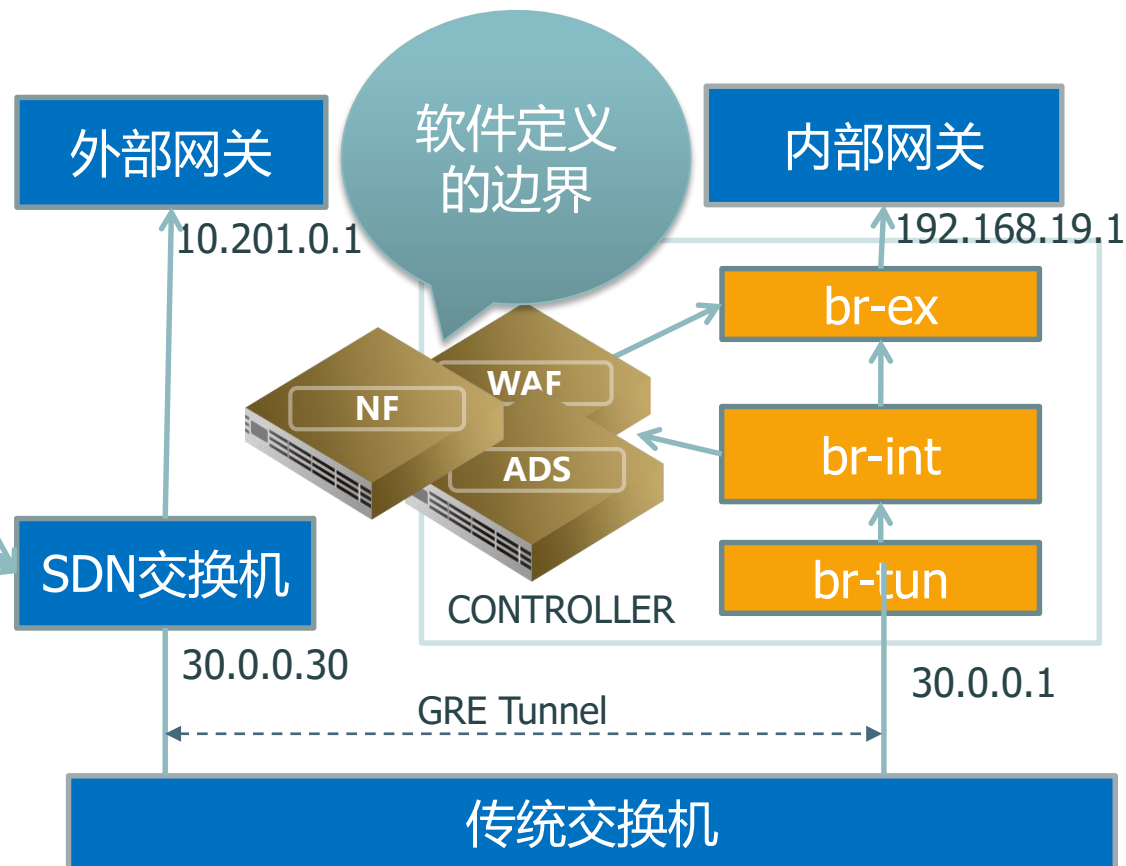 软件定义
的边界
外部网关
内部网关
10.201.0.1
192.168.19.1
br-ex
WAF
NF
br-int
ADS
SDN交换机
br-tun
CONTROLLER
30.0.0.30
30.0.0.1
GRE Tunnel
传统交换机